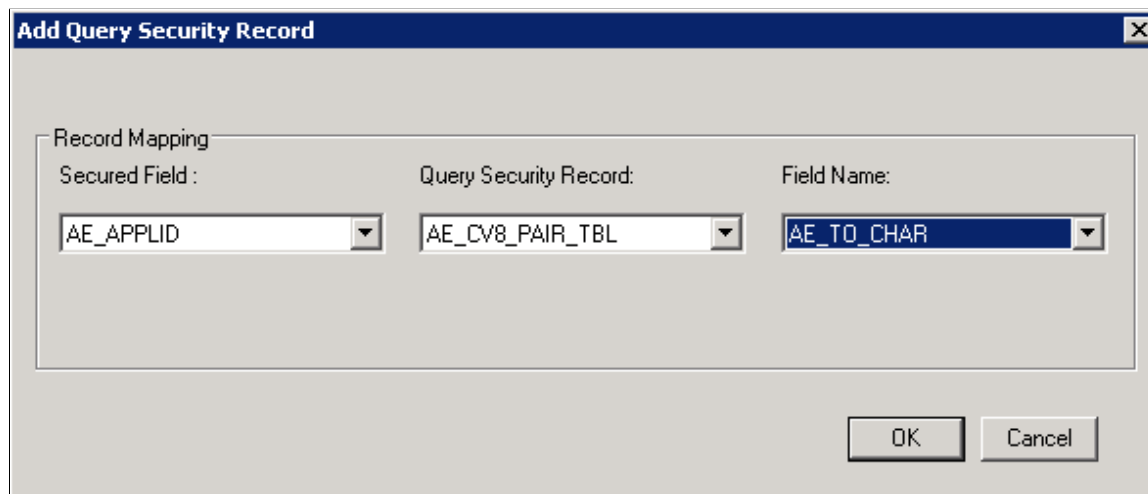 Add Query Security Record
Record Mapping
Secured Field : Query Security Record: Field Name:
AE_APPLID AE_CV8_PAIR_TBL AE_TO_CHAR
OK Cancel